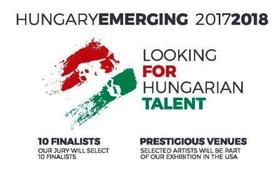 HUNGARYEMERGING 20172018
LOOKING
FOR
HUNGARIAN
TALENT
10 FINALISTS
OUR JURY WILL SELECT
10 FINALISTS
PRESTIGIOUS VENUES
SELECTED ARTISTS WILL BE PART
OF OUR EXHIBITION IN THE USA